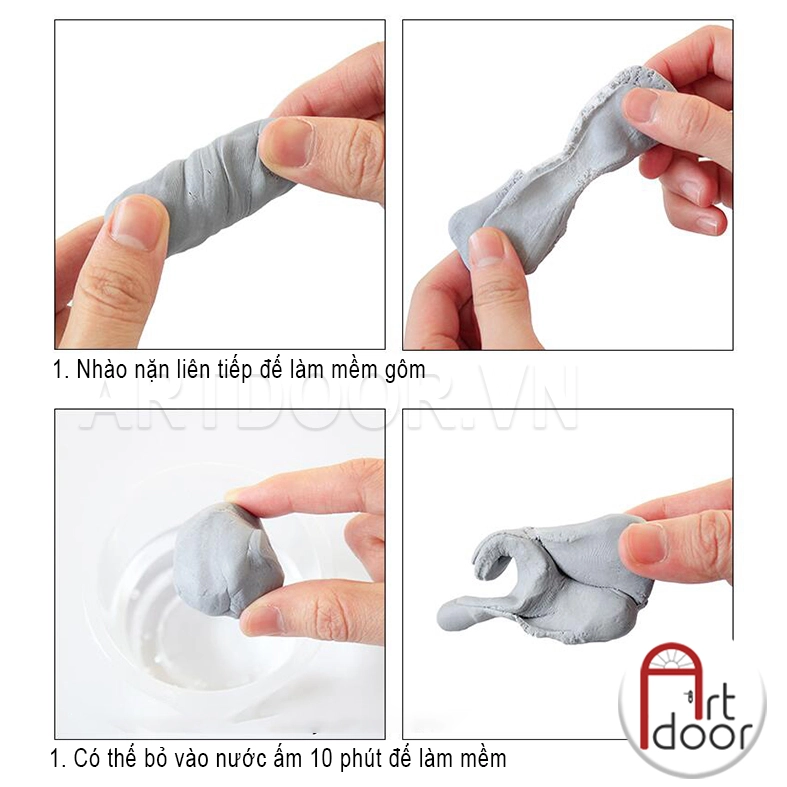 1. Nhào nặn liên tiếp để làm mềm gôm
ARTDOOR.VN
1. Có thể bỏ vào nước ấm 10 phút để làm mềm
Art
door